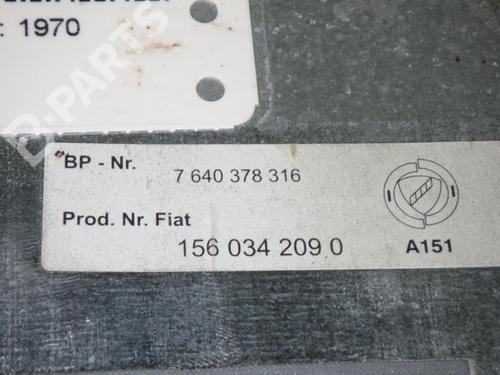 : 1970
B-PARTS
BP - Nr.
7 640 378 316
Prod. Nr. Fiat
156 034 209 0
A151